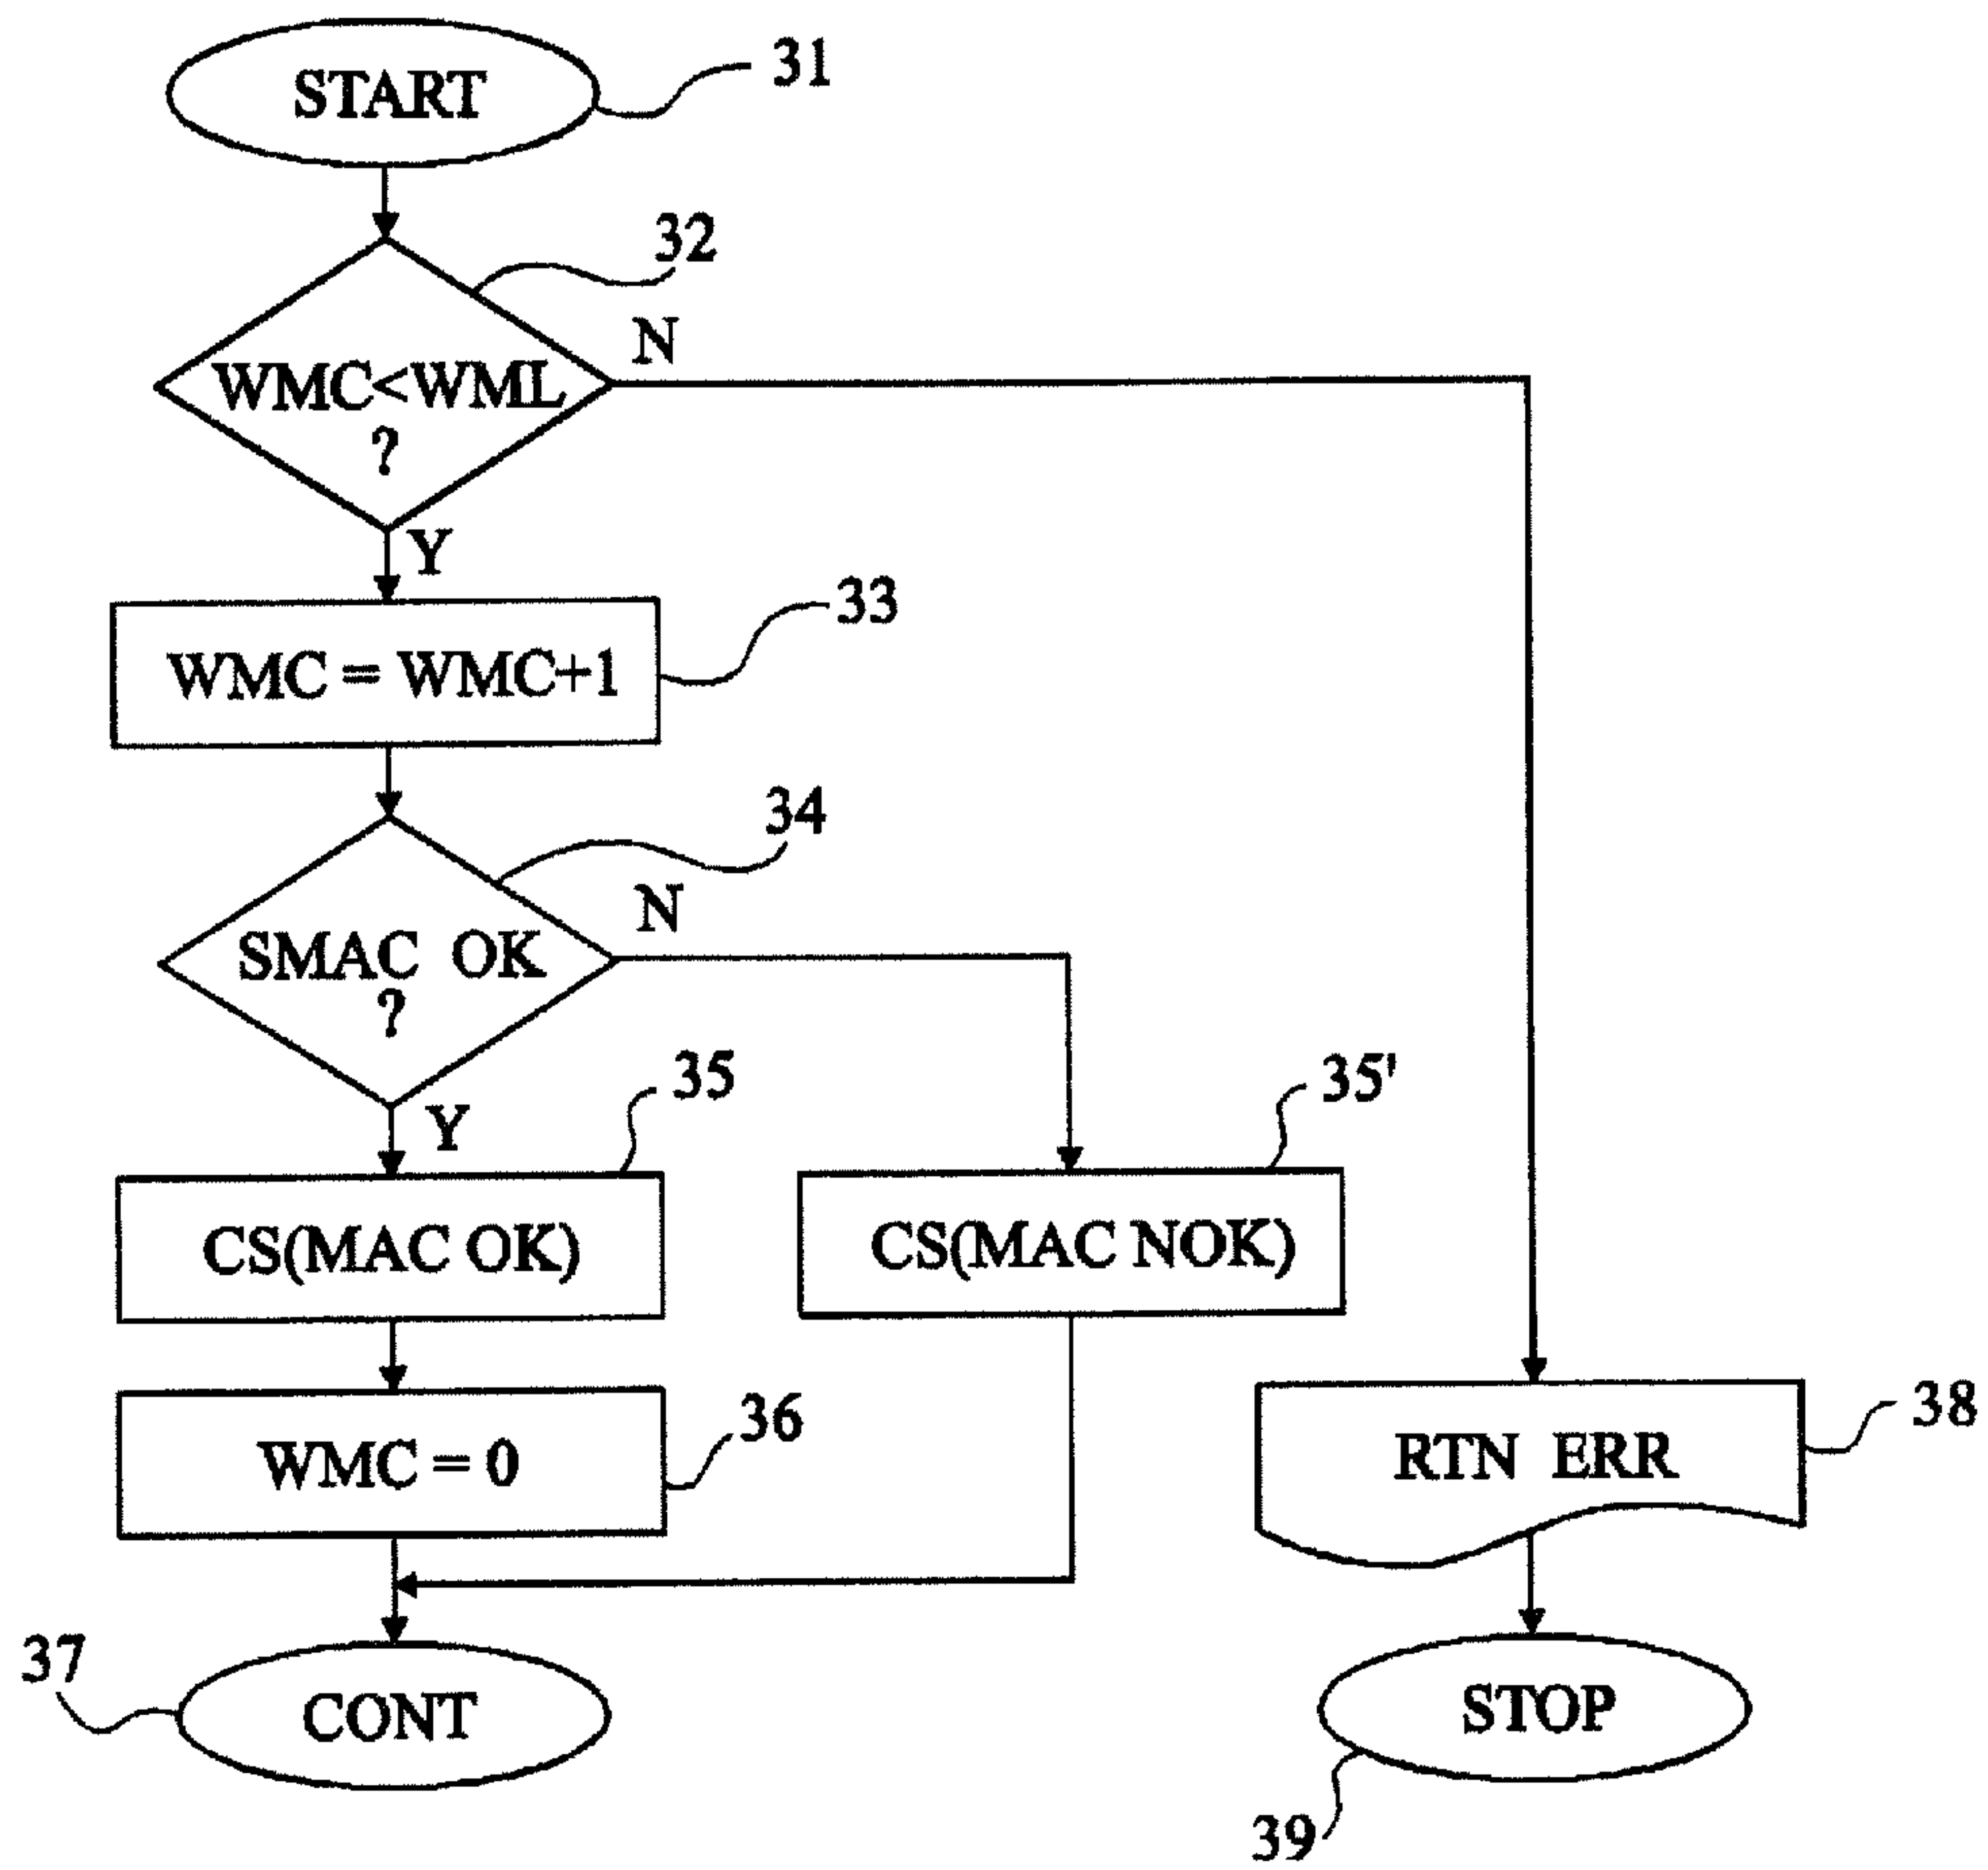 START
31
32
N
WMC<WML
?
Y
33
WMC = WMC+1
34
N
SMAC OK
?
35
35'
Y
CS(MAC OK)
CS(MAC NOK)
36
38
WMC = 0
RTN ERR
37
CONT
STOP
39